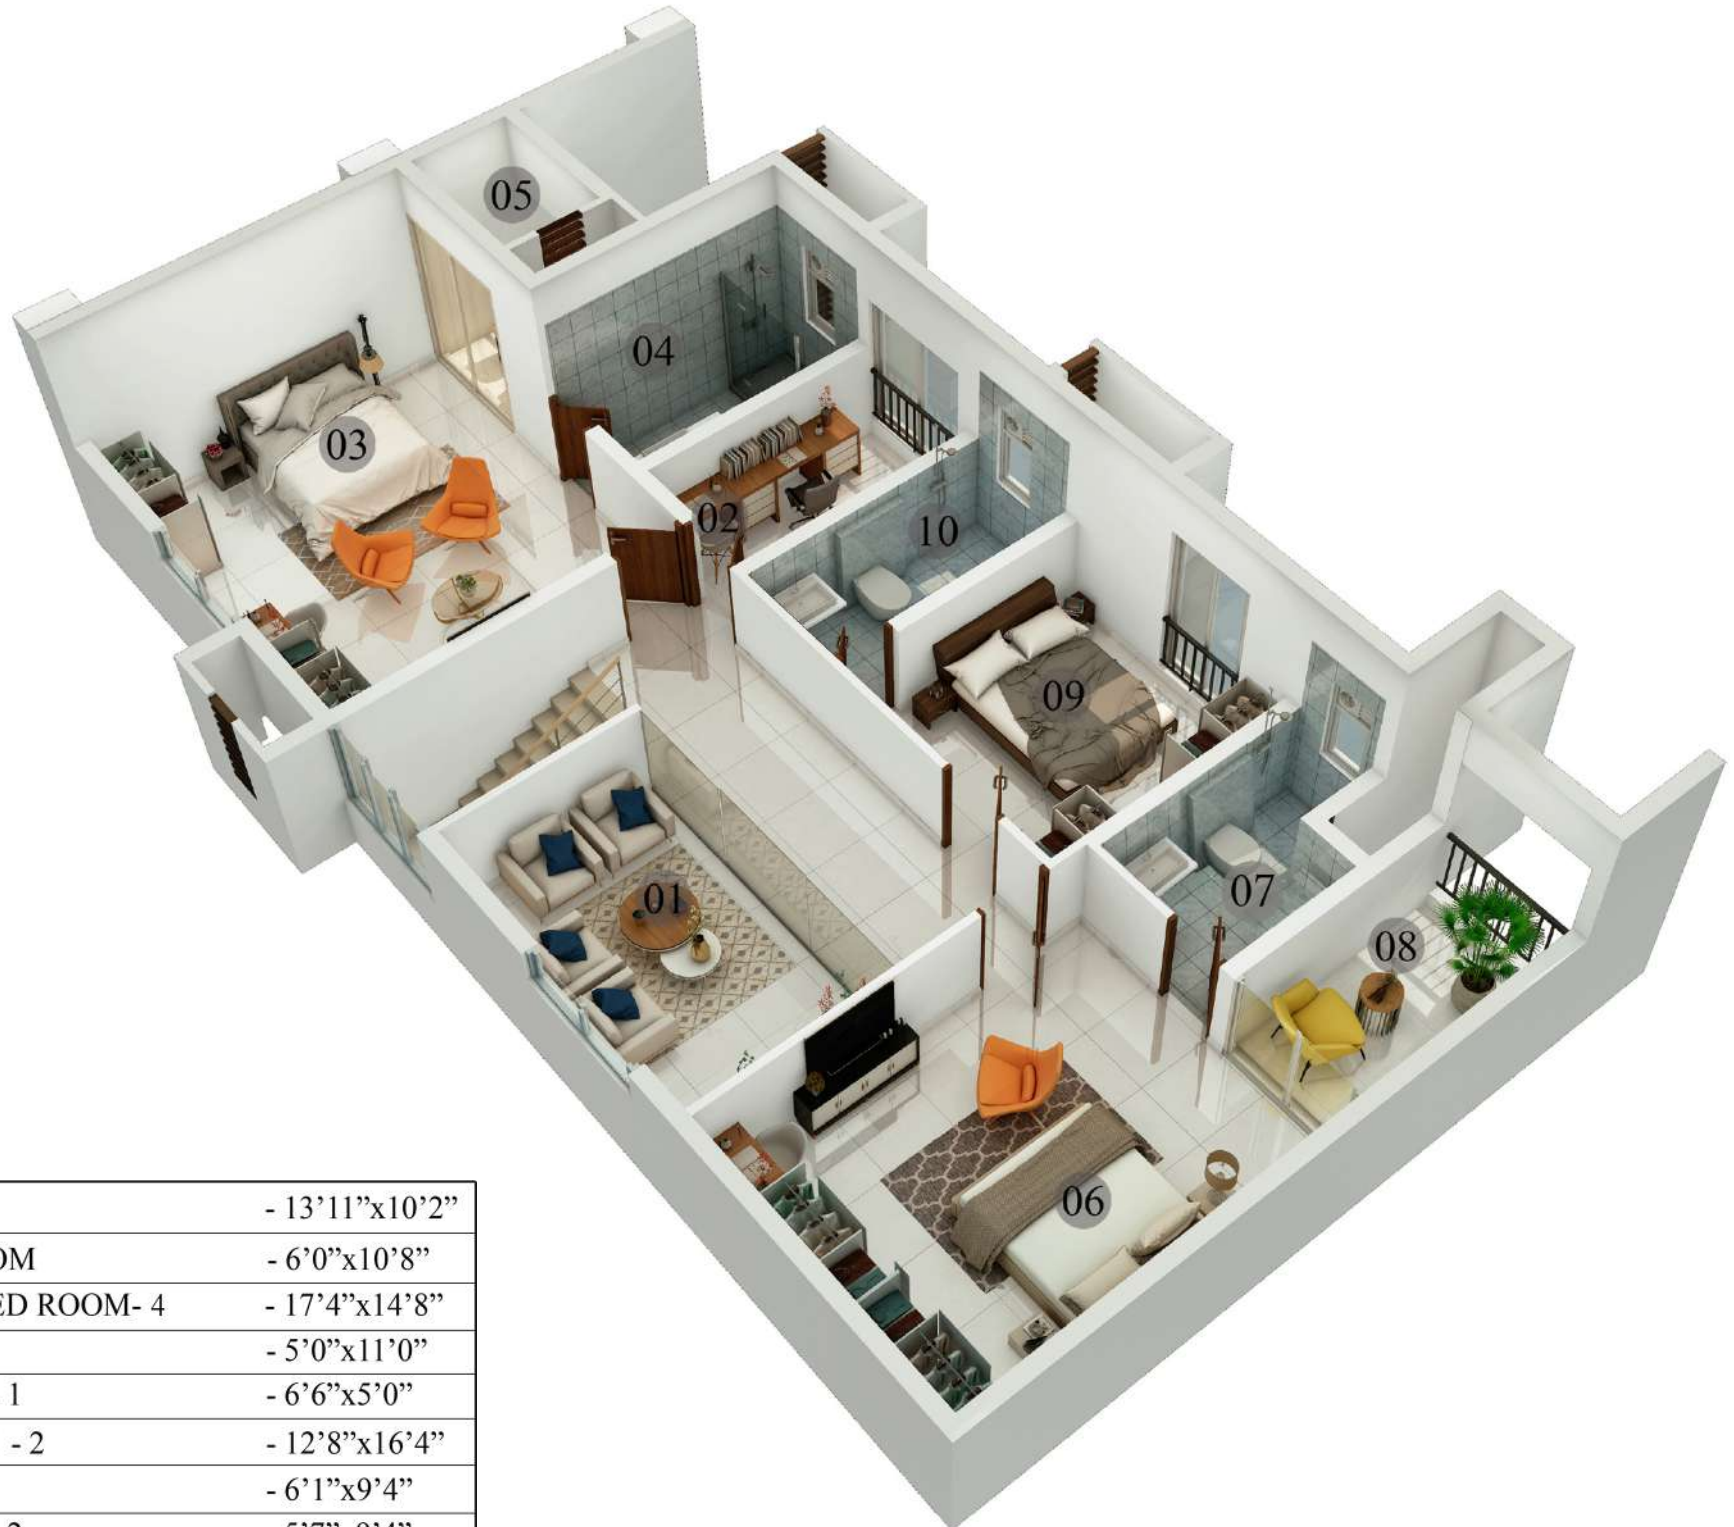 05
04
03
02
10
09
01
07
08
06
- 13’11”x10’2”
- 6’0”x10’8”
ROOM- 4 - 17’4”x14’8”
- 5’0”x11’0”
1 - 6’6”x5’0”
- 2 - 12’8”x16’4”
- 6’1”x9’4”